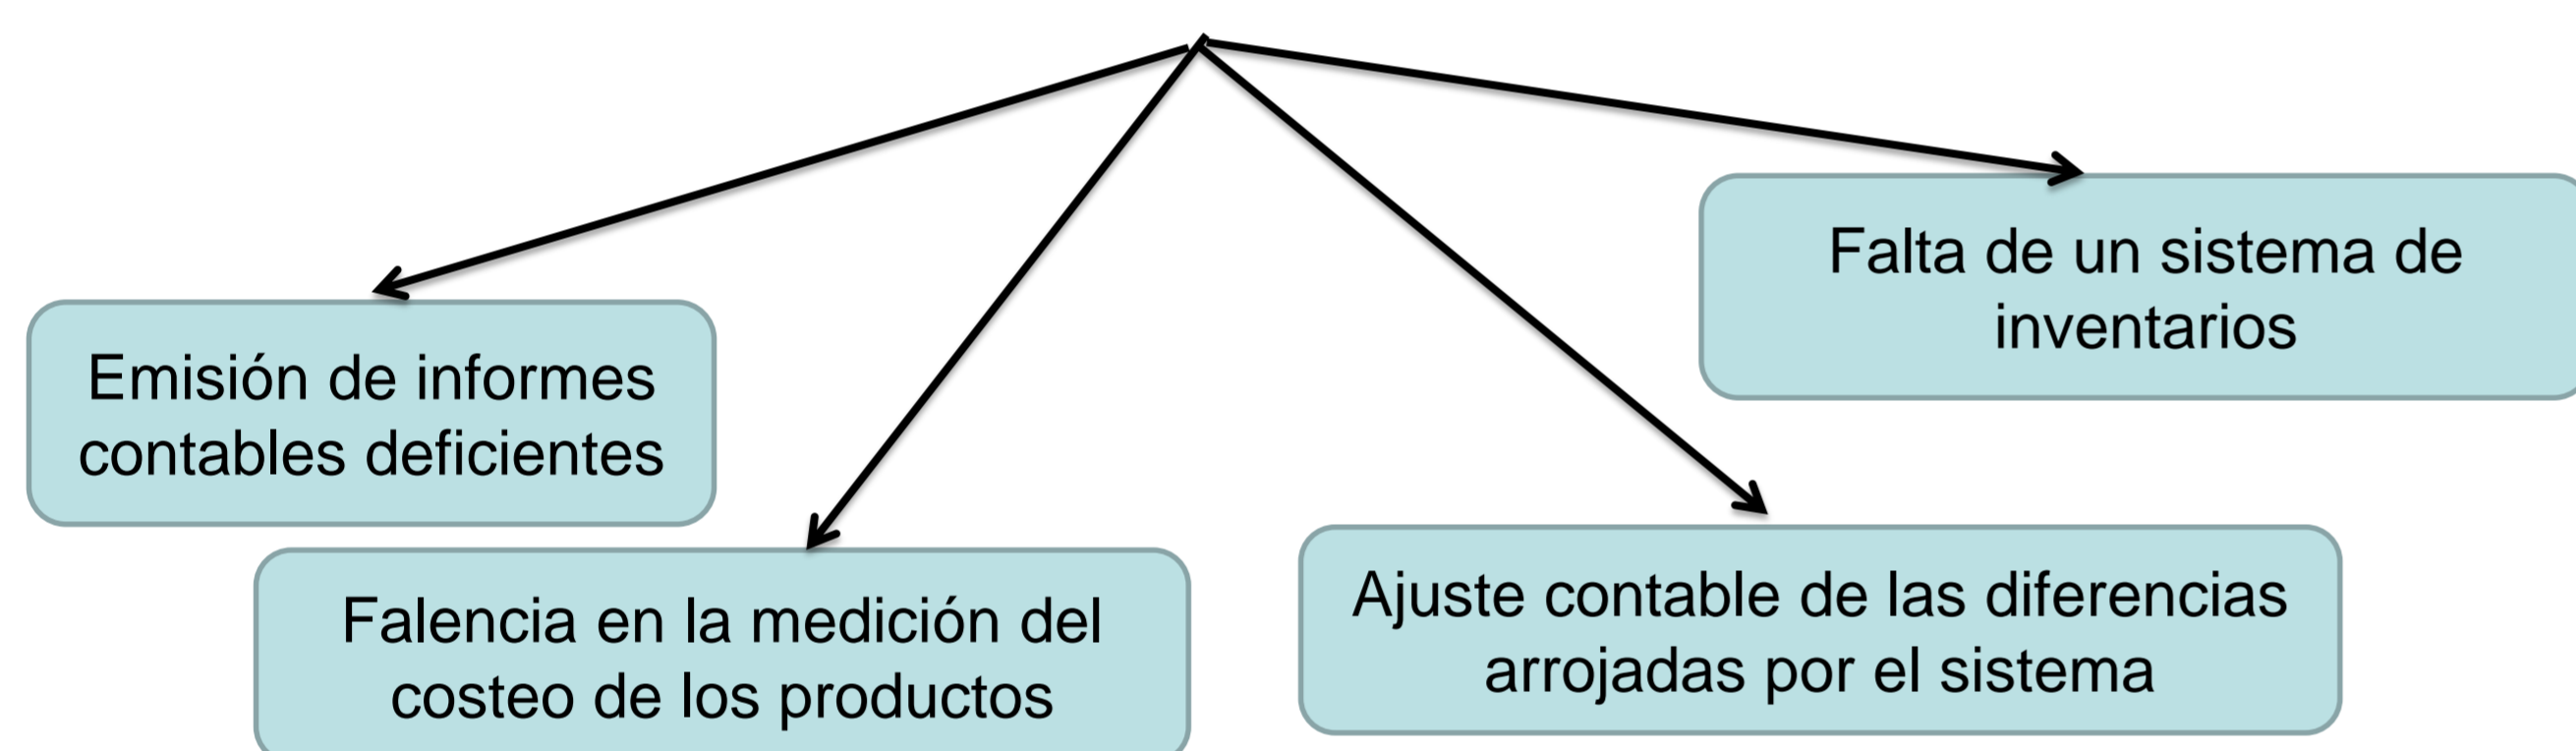 Falta de un sistema de
inventarios
Emisión de informes
contables deficientes
Ajuste contable de las diferencias
arrojadas por el sistema
Falencia en la medición del
costeo de los productos